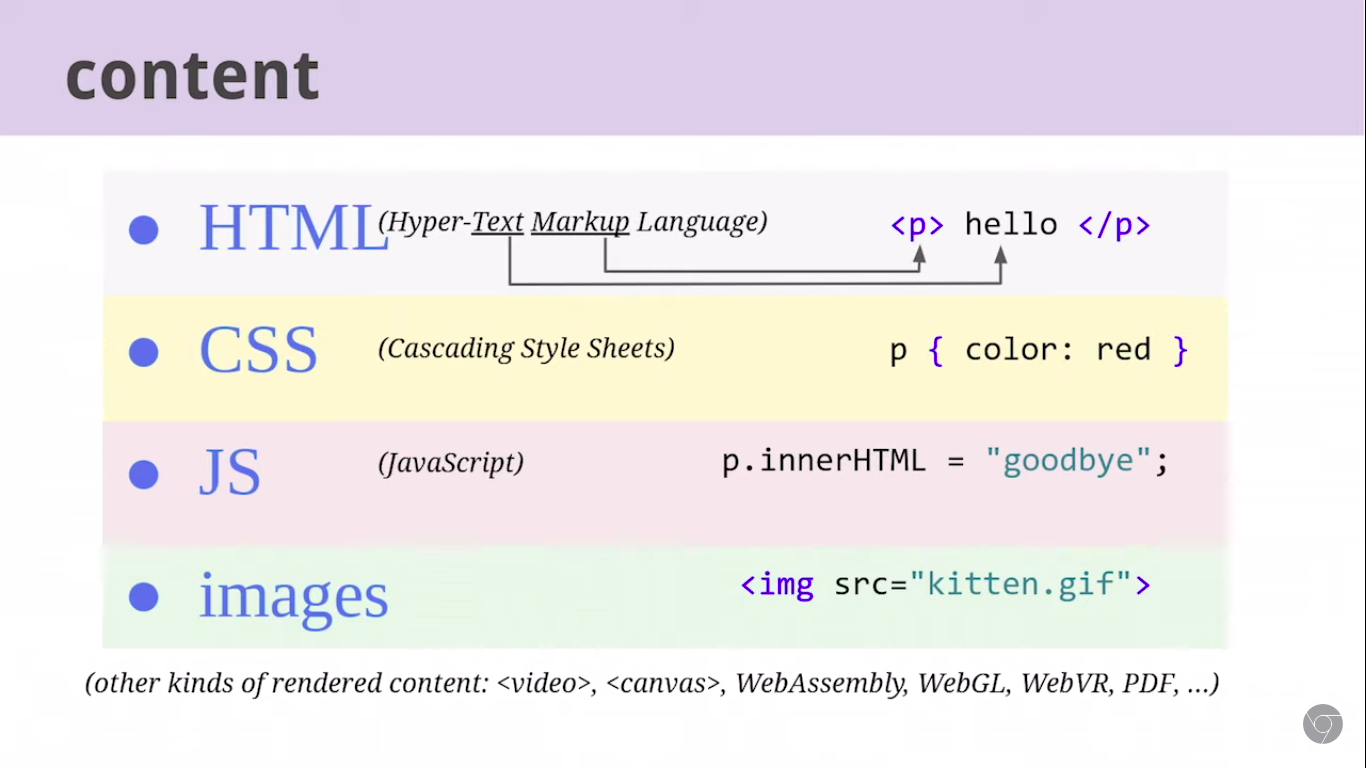 content
HTML (Hyper-Text Markup Language) <p> hello </p>
CSS (Cascading Style Sheets) p { color: red }
JS (JavaScript) p.innerHTML = "goodbye";
images <img src="kitten.gif">
(other kinds of rendered content: <video>, <canvas>, WebAssembly, WebGL, WebVR, PDF, ...)